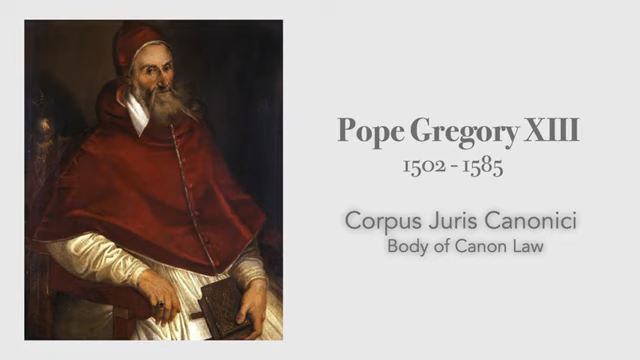 Pope Gregory XIII
1502 - 1585
Corpus Juris Canonici
Body of Canon Law